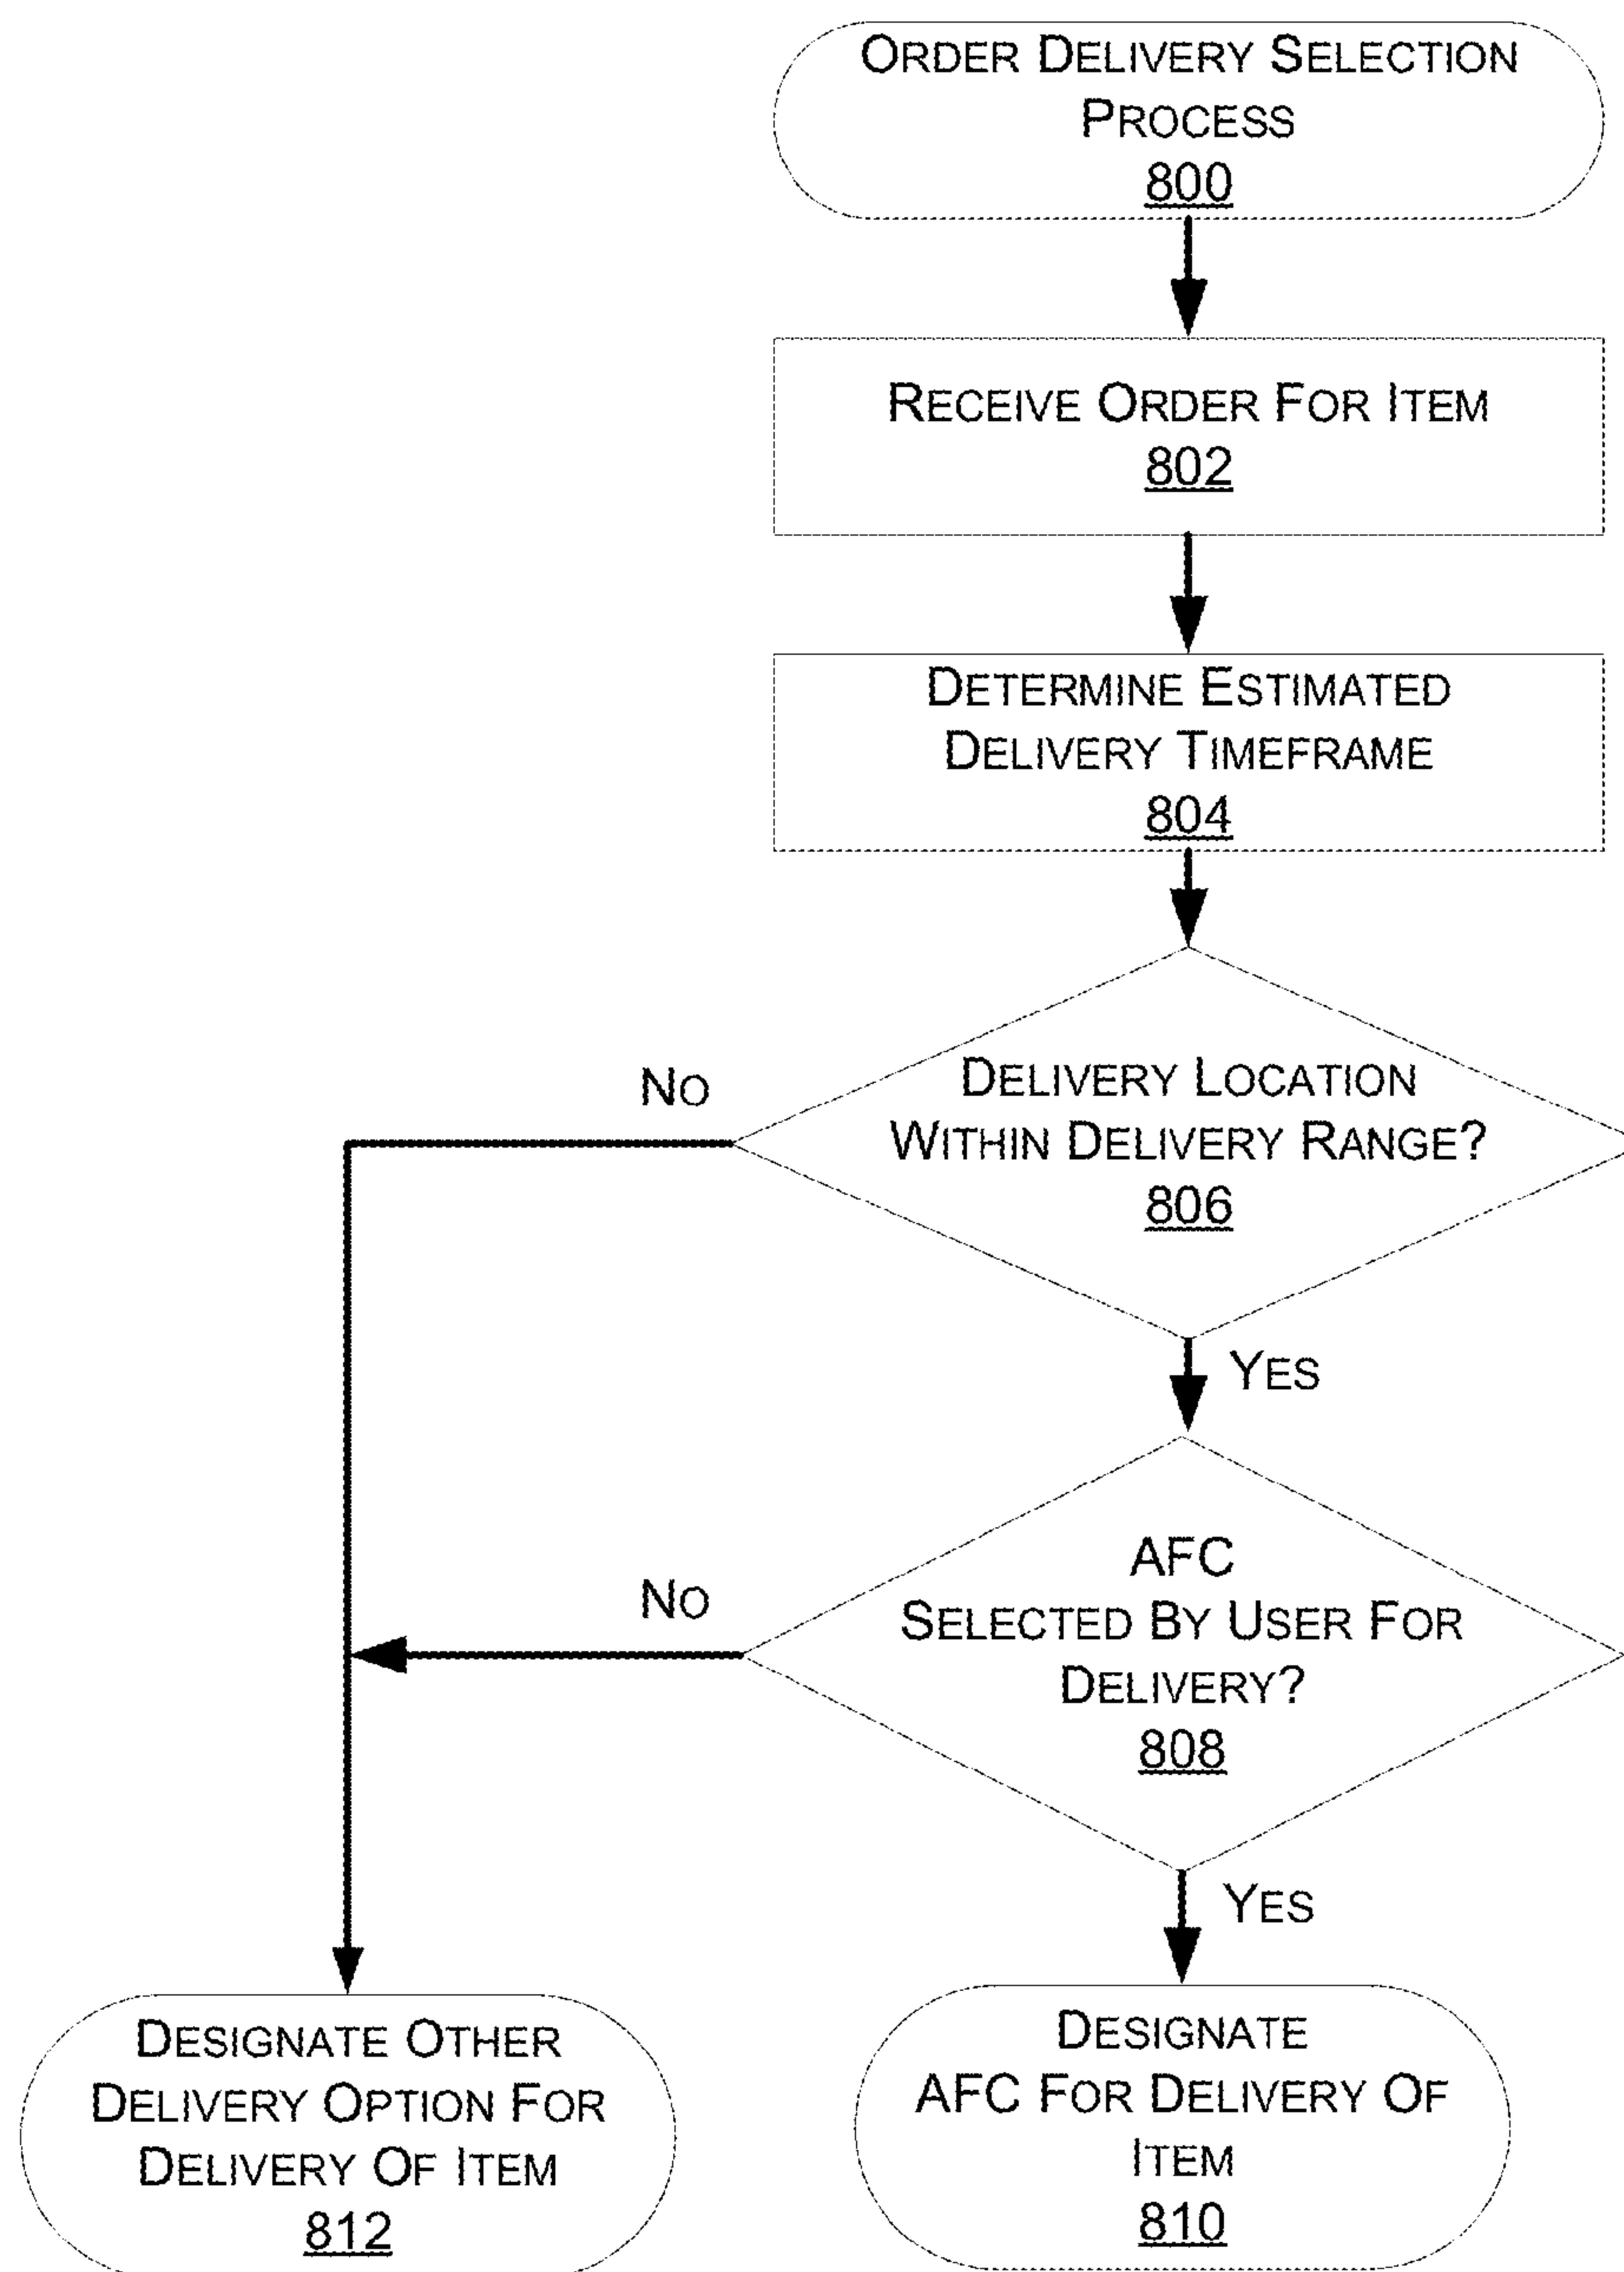 ORDER DELIVERY SELECTION
PROCESS
800
RECEIVE ORDER FOR ITEM
802
DETERMINE ESTIMATED
DELIVERY TIMEFRAME
804
NO
DELIVERY LOCATION
WITHIN DELIVERY RANGE?
806
YES
NO
AFC
SELECTED BY USER FOR
DELIVERY?
808
YES
DESIGNATE OTHER
DELIVERY OPTION FOR
DELIVERY OF ITEM
812
DESIGNATE
AFC FOR DELIVERY OF
ITEM
810